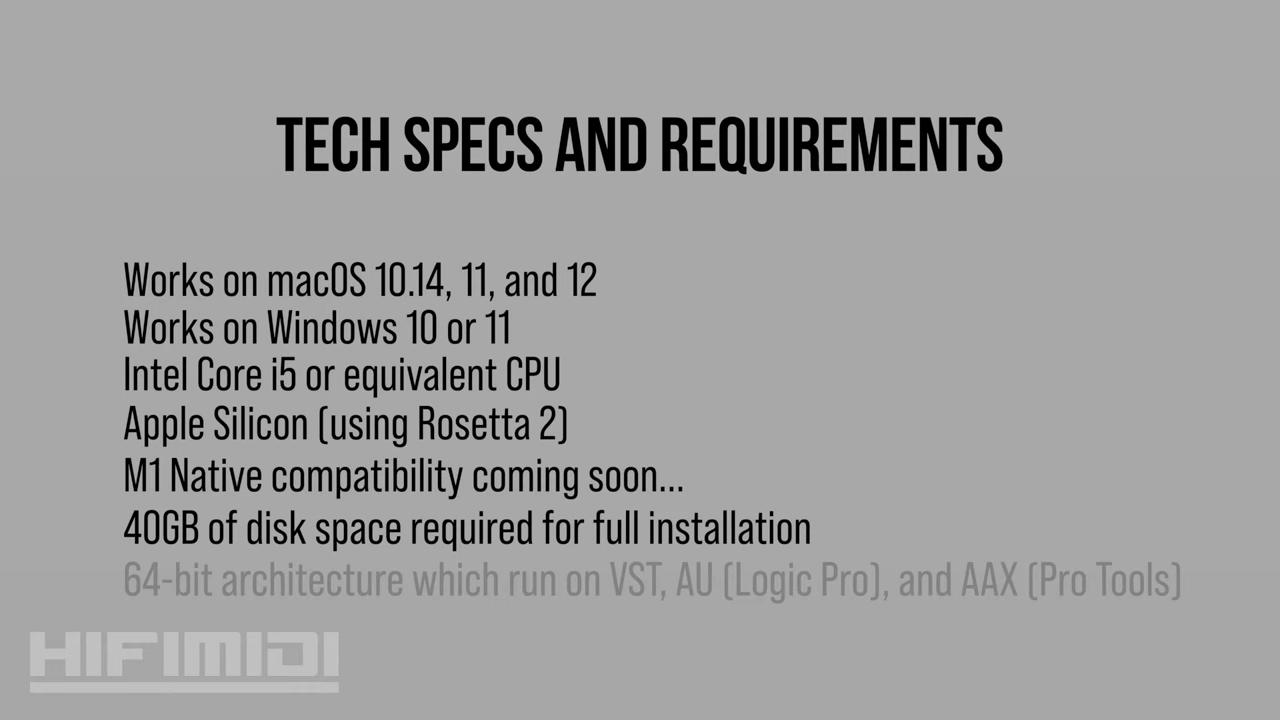 TECH SPECS AND REQUIREMENTS
Works on macOS 10.14, 11, and 12
Works on Windows 10 or 11
Intel Core i5 or equivalent CPU
Apple Silicon (using Rosetta 2)
M1 Native compatibility coming soon...
40GB of disk space required for full installation
64-bit architecture which run on VST, AU (Logic Pro), and AAX (Pro Tools)
HIFIMIDI